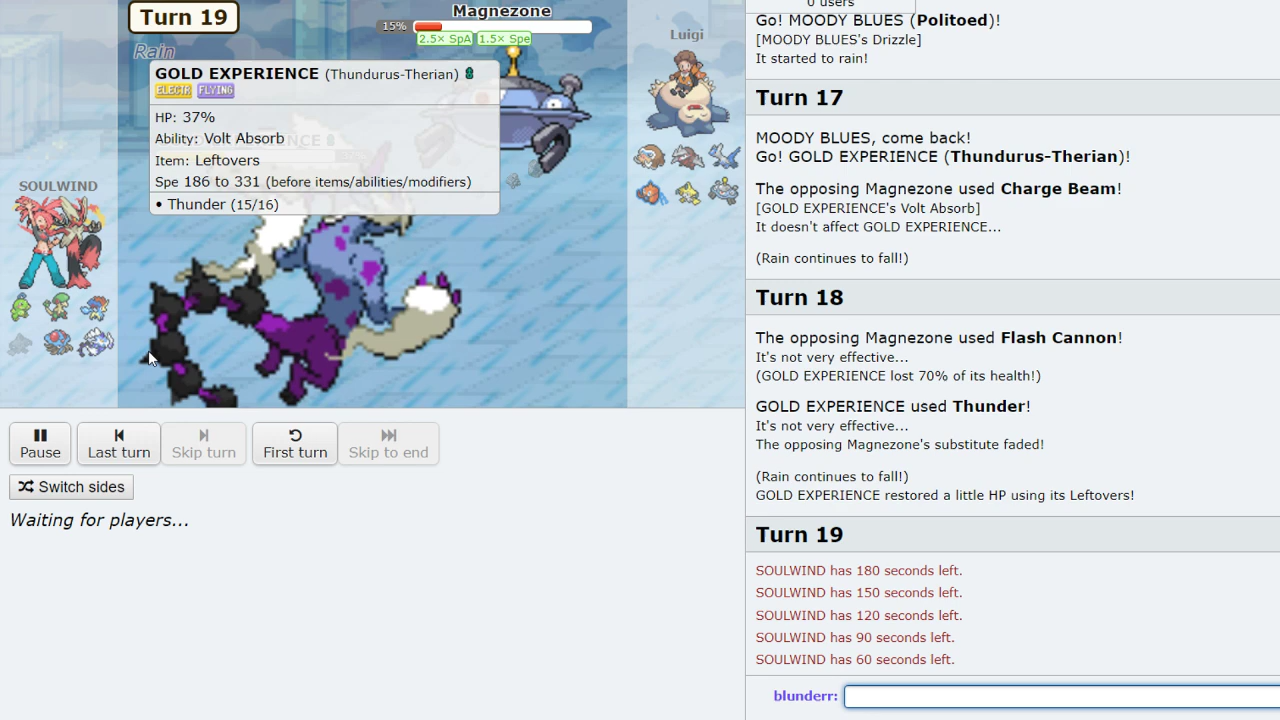 0 users
Turn 19
Rain
Magnezone
15%
2.5× SpA 1.5× Spe
GOLD EXPERIENCE (Thundurus-Therian)
ELECTR FLYING
HP: 37%
Ability: Volt Absorb
Item: Leftovers
Spe 186 to 331 (before items/abilities/modifiers)
• Thunder (15/16)
SOULWIND
Luigi
Pause
Last turn
Skip turn
First turn
Skip to end
Switch sides
Waiting for players...
Go! MOODY BLUES (Politoed)!
[MOODY BLUES's Drizzle]
It started to rain!
Turn 17
MOODY BLUES, come back!
Go! GOLD EXPERIENCE (Thundurus-Therian)!
The opposing Magnezone used Charge Beam!
[GOLD EXPERIENCE's Volt Absorb]
It doesn't affect GOLD EXPERIENCE...
(Rain continues to fall!)
Turn 18
The opposing Magnezone used Flash Cannon!
It's not very effective...
(GOLD EXPERIENCE lost 70% of its health!)
GOLD EXPERIENCE used Thunder!
It's not very effective...
The opposing Magnezone's substitute faded!
(Rain continues to fall!)
GOLD EXPERIENCE restored a little HP using its Leftovers!
Turn 19
SOULWIND has 180 seconds left.
SOULWIND has 150 seconds left.
SOULWIND has 120 seconds left.
SOULWIND has 90 seconds left.
SOULWIND has 60 seconds left.
blunderr: